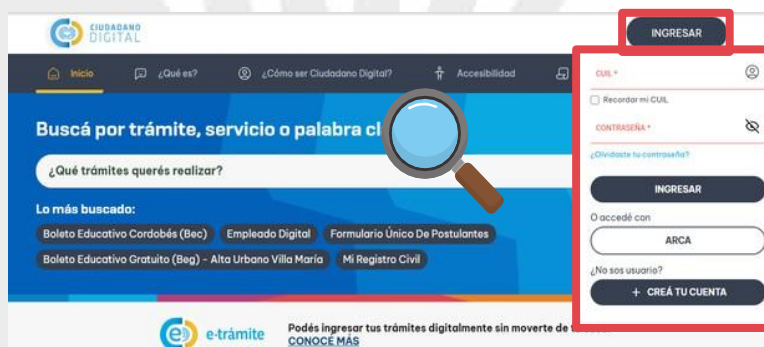 CIUDADANO
DIGITAL
INGRESAR
Inicio
¿Qué es?
¿Cómo ser Ciudadano Digital?
Accesibilidad
CUIL *
Recordar mi CUIL
CONTRASEÑA *
¿Olvidaste tu contraseña?
INGRESAR
O accedé con
ARCA
¿No sos usuario?
+ CREÁ TU CUENTA
Buscá por trámite, servicio o palabra
¿Qué trámites querés realizar?
Lo más buscado:
Boleto Educativo Cordobés (Bec)
Empleado Digital
Formulario Único De Postulantes
Boleto Educativo Gratuito (Beg) - Alta Urbano Villa María
Mi Registro Civil
e-trámite
Podés ingresar tus trámites digitalmente sin moverte de
CONOCÉ MÁS